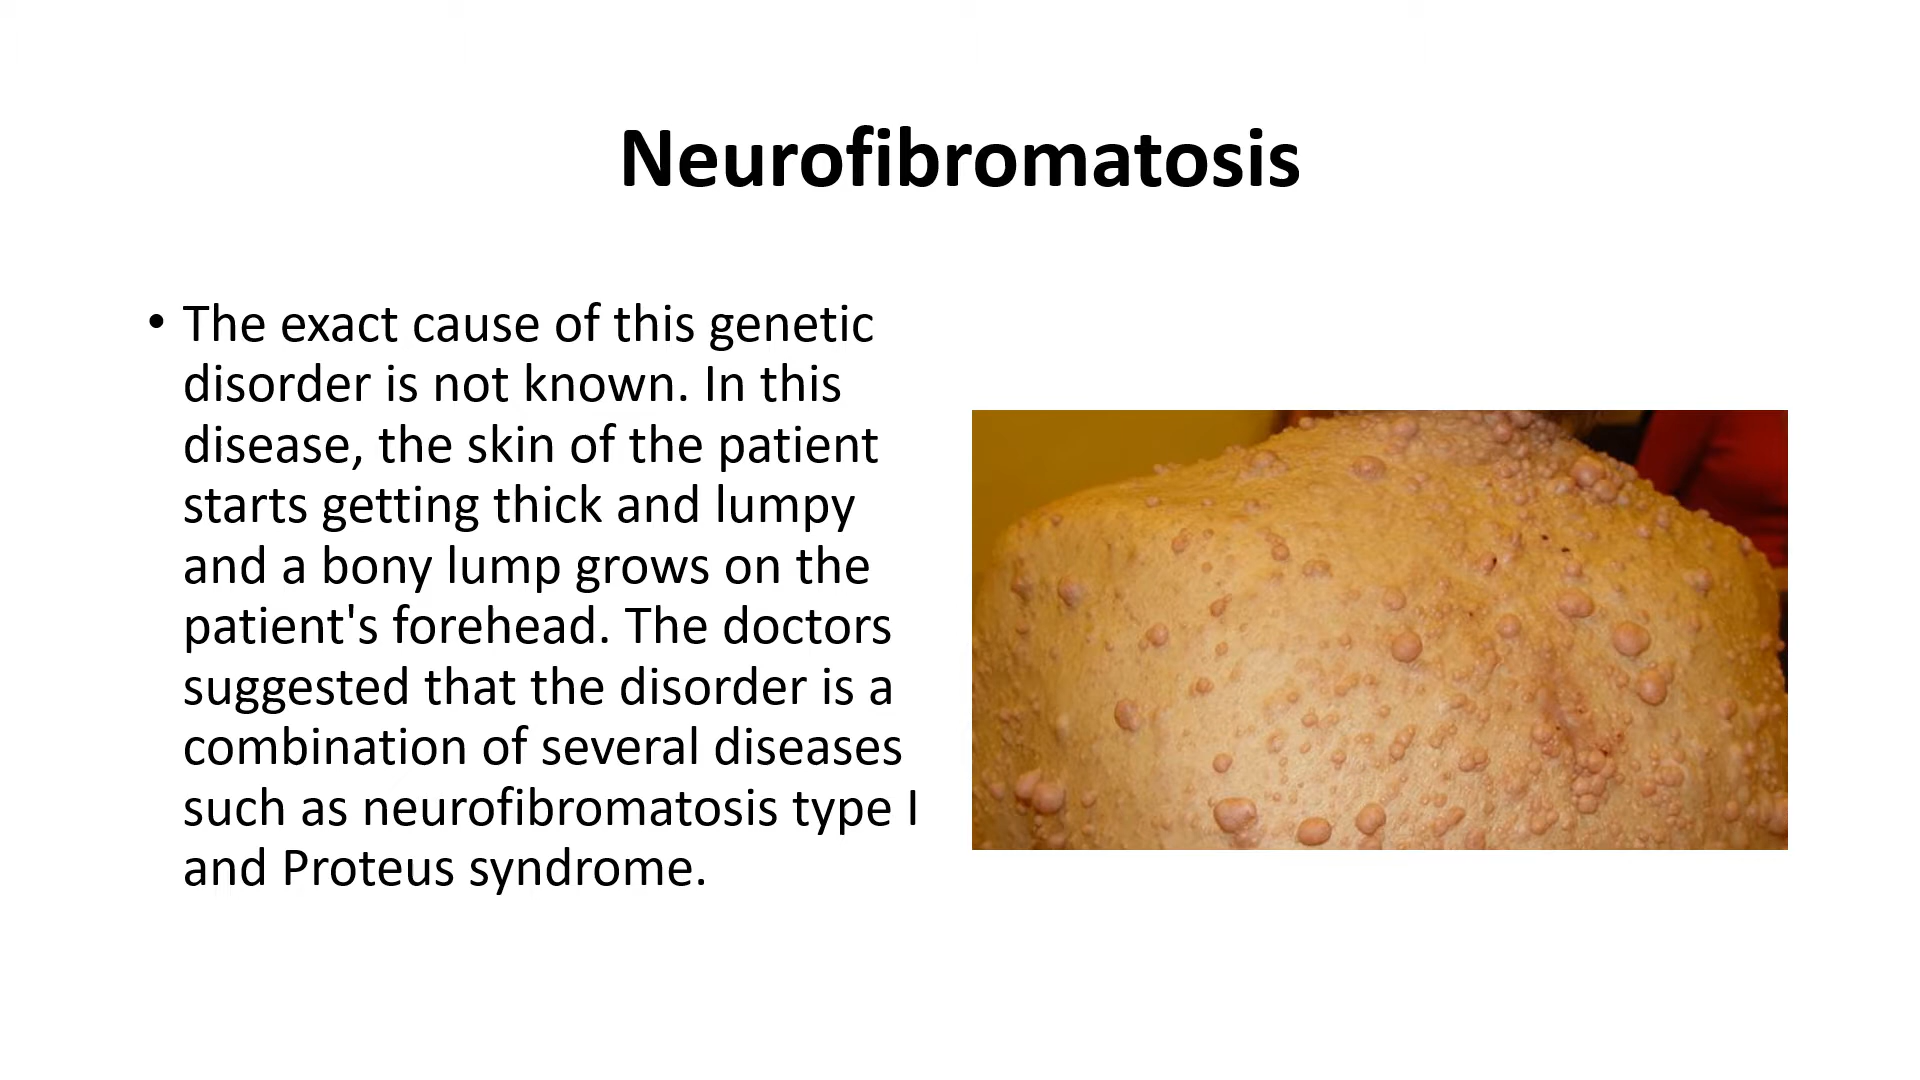 Neurofibromatosis
• The exact cause of this genetic
disorder is not known. In this
disease, the skin of the patient
starts getting thick and lumpy
and a bony lump grows on the
patient's forehead. The doctors
suggested that the disorder is a
combination of several diseases
such as neurofibromatosis type I
and Proteus syndrome.